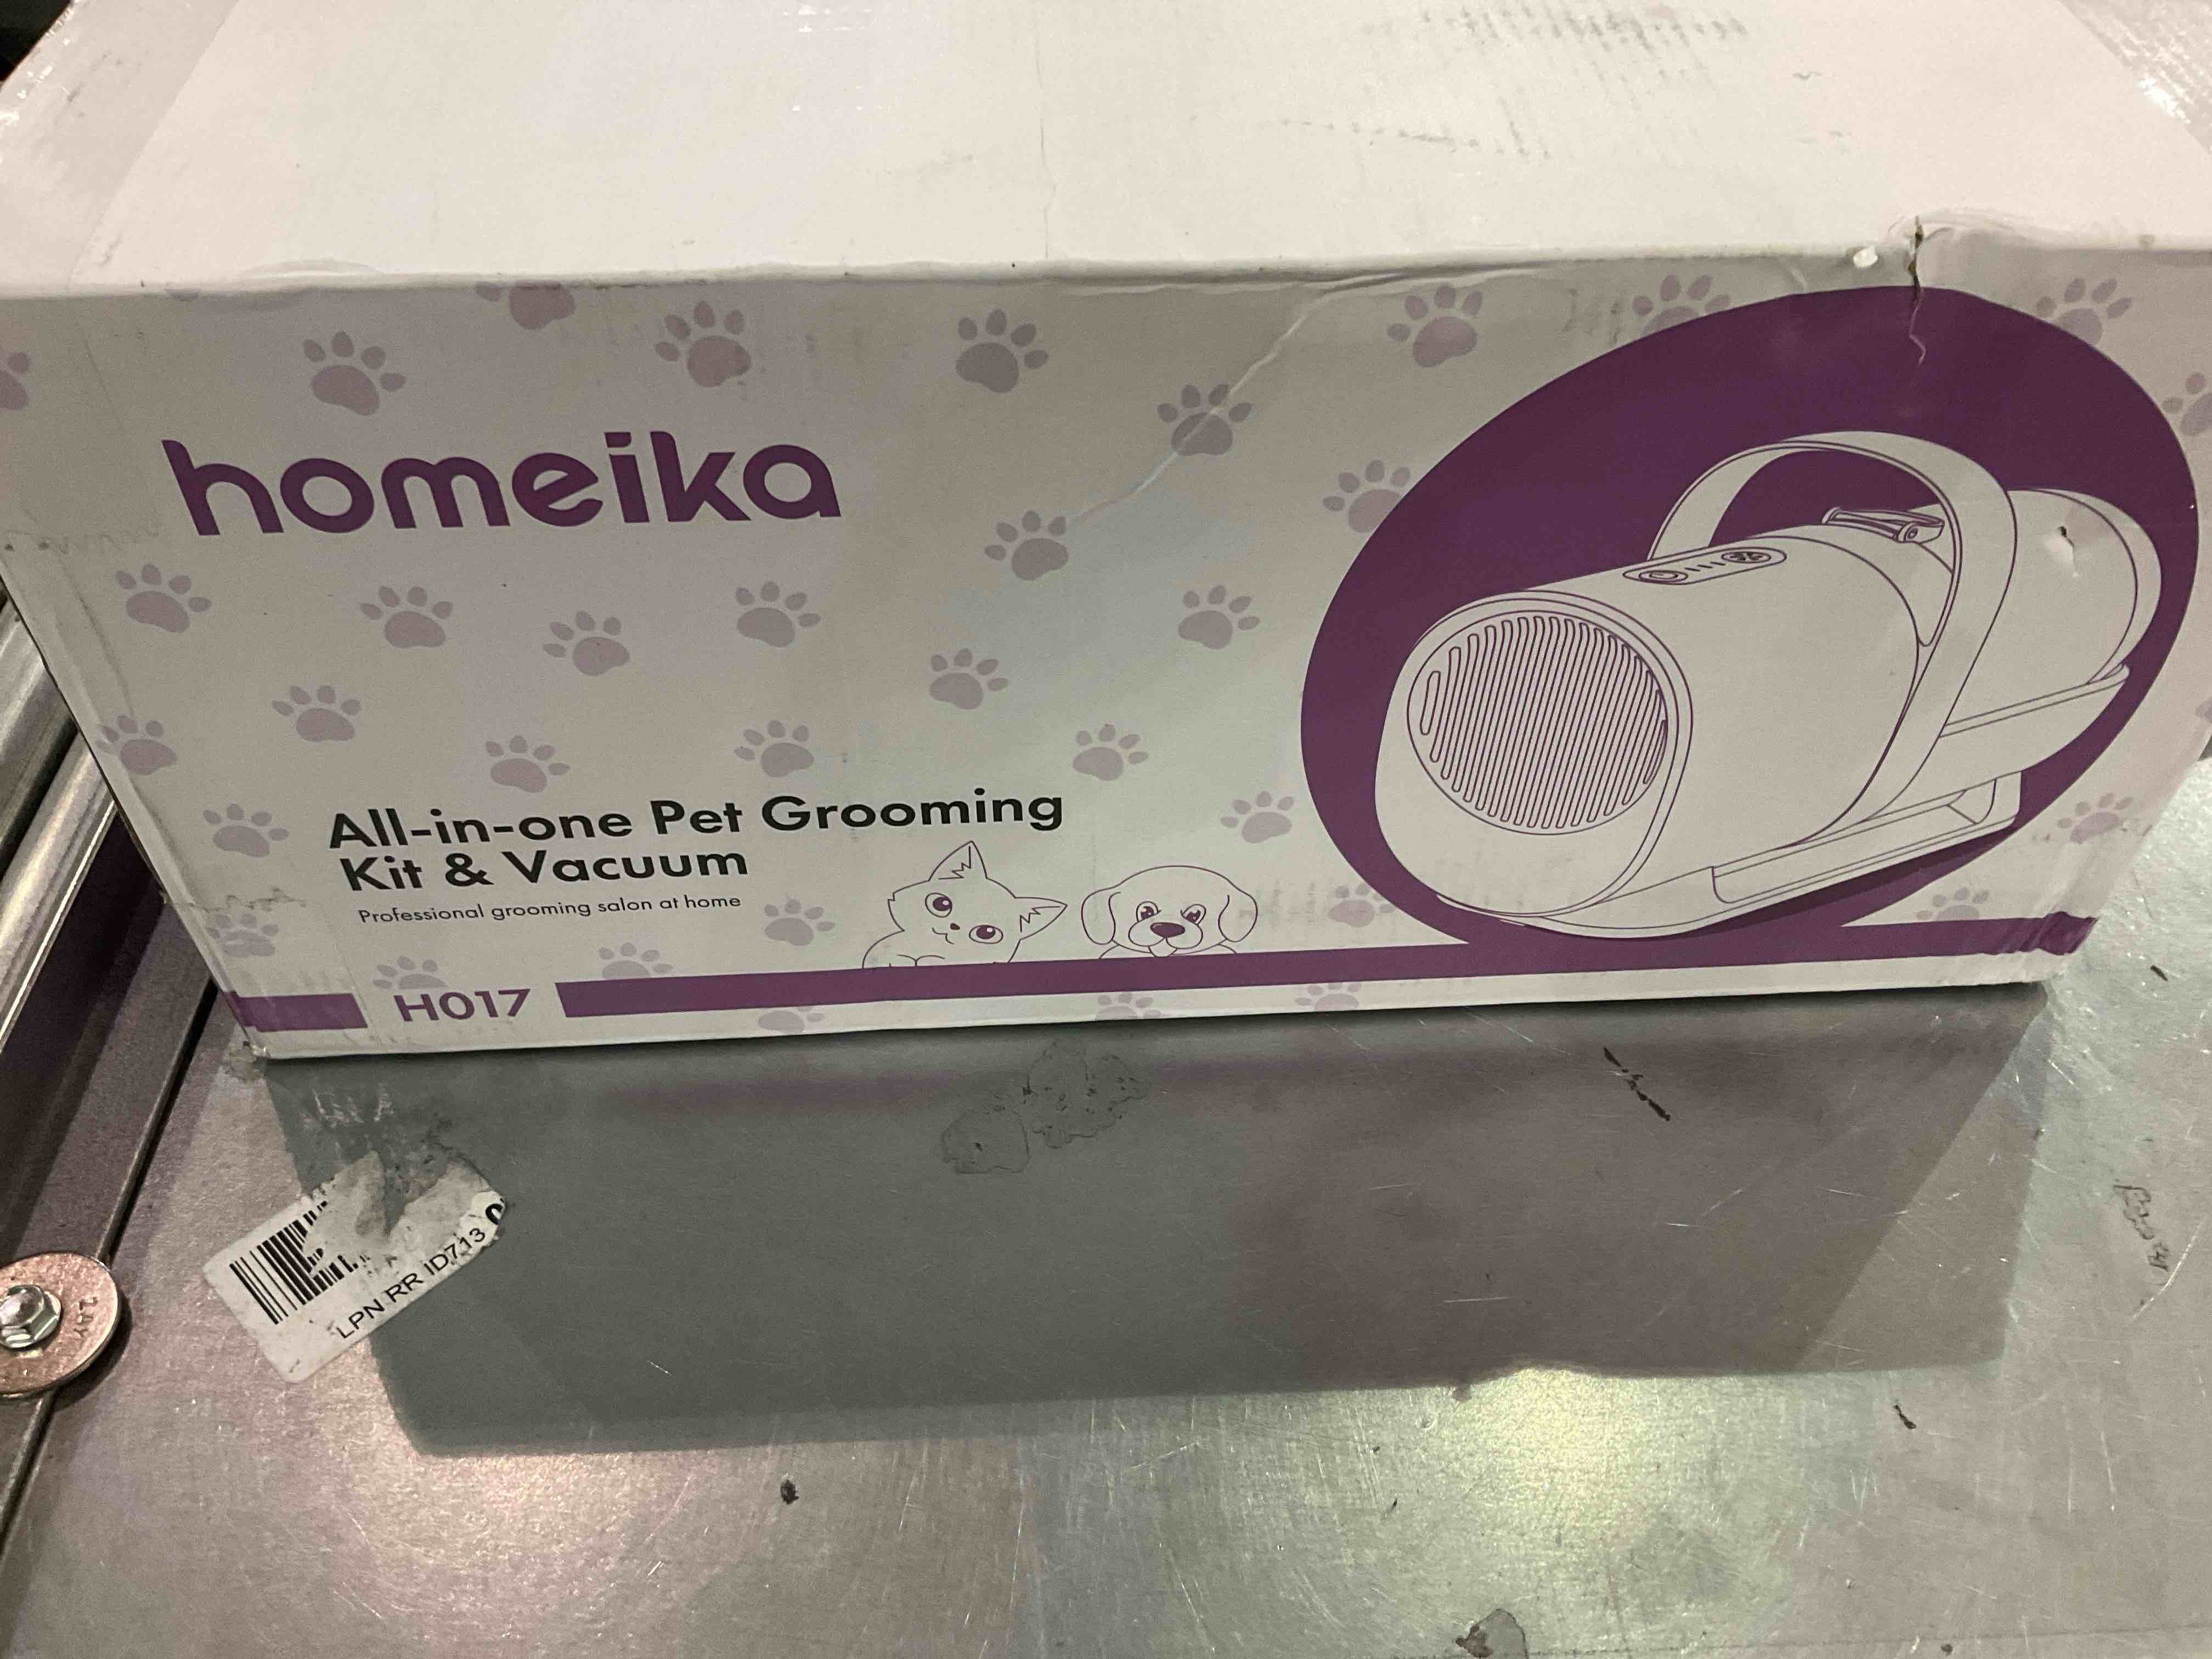 homeika
All-in-one Pet Grooming
Kit & Vacuum
Professional grooming salon at home
H017
LPN RR ID713